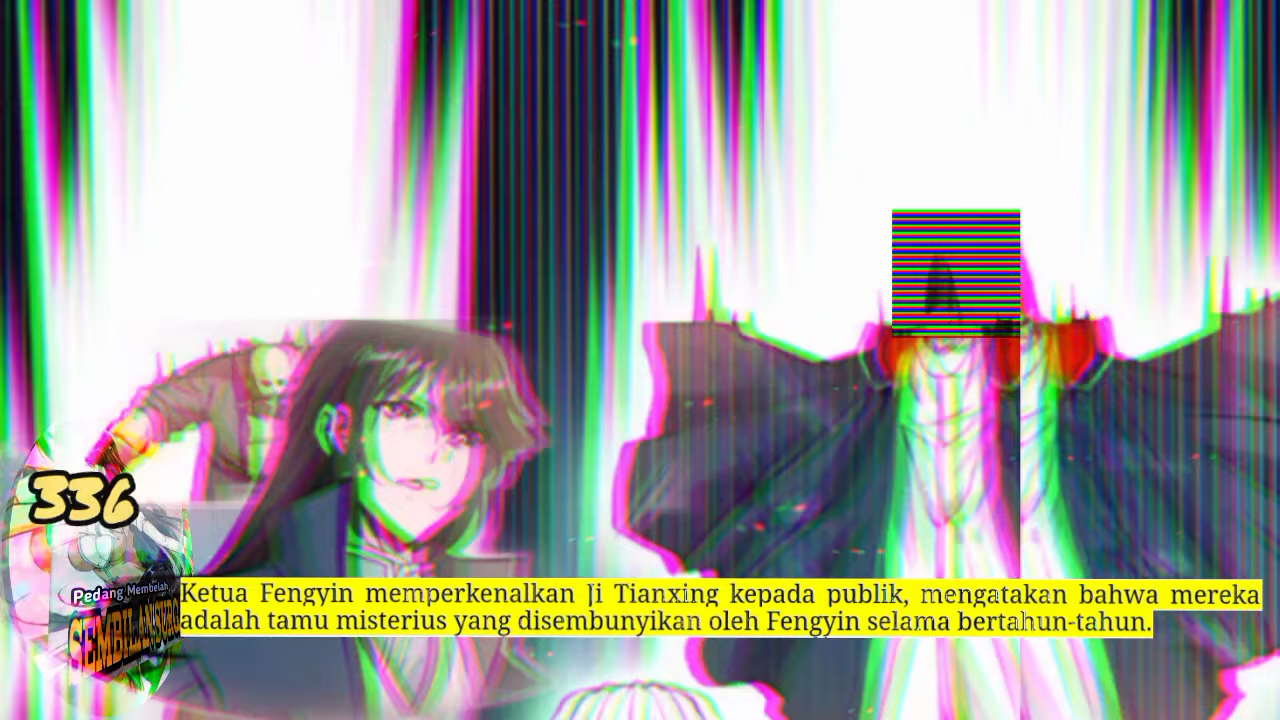 336
Pedang Membelah
SEMBILAN SURGA
Ketua Fengyin memperkenalkan Ji Tianxing kepada publik, mengatakan bahwa mereka
adalah tamu misterius yang disembunyikan oleh Fengyin selama bertahun-tahun.